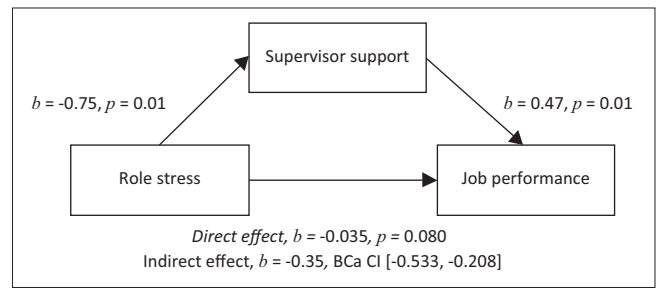 Supervisor support
b = -0.75, p = 0.01
b = 0.47, p = 0.01
Role stress
Job performance
Direct effect, b = -0.035, p = 0.080
Indirect effect, b = -0.35, BCa CI [-0.533, -0.208]